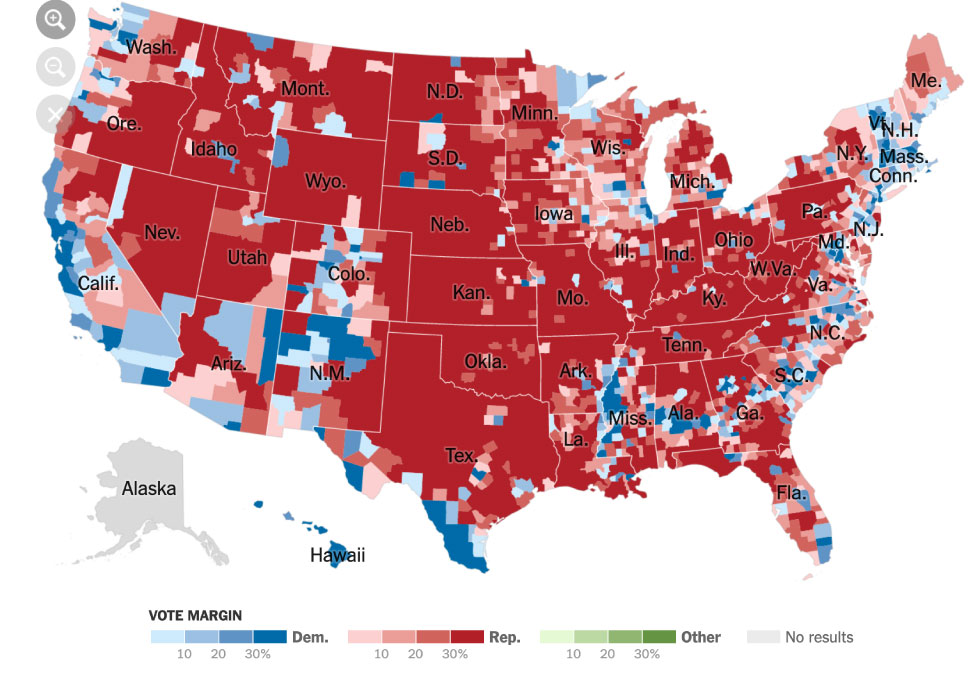 Wash.
Mont.
N.D.
Minn.
Me.
Ore.
Idaho
S.D.
Wis.
Vt.
N.H.
N.Y.
Mass.
Wyo.
Mich.
Conn.
Neb.
Iowa
Pa.
Nev.
Utah
Colo.
Ill.
Ind.
Ohio
Md.
N.J.
Calif.
Kan.
Mo.
W.Va.
Va.
Ky.
N.C.
Ariz.
N.M.
Okla.
Ark.
Tenn.
S.C.
Miss.
Ala.
Ga.
La.
Tex.
Fla.
Alaska
Hawaii
VOTE MARGIN
Dem. Rep. Other No results
10 20 30% 10 20 30% 10 20 30%